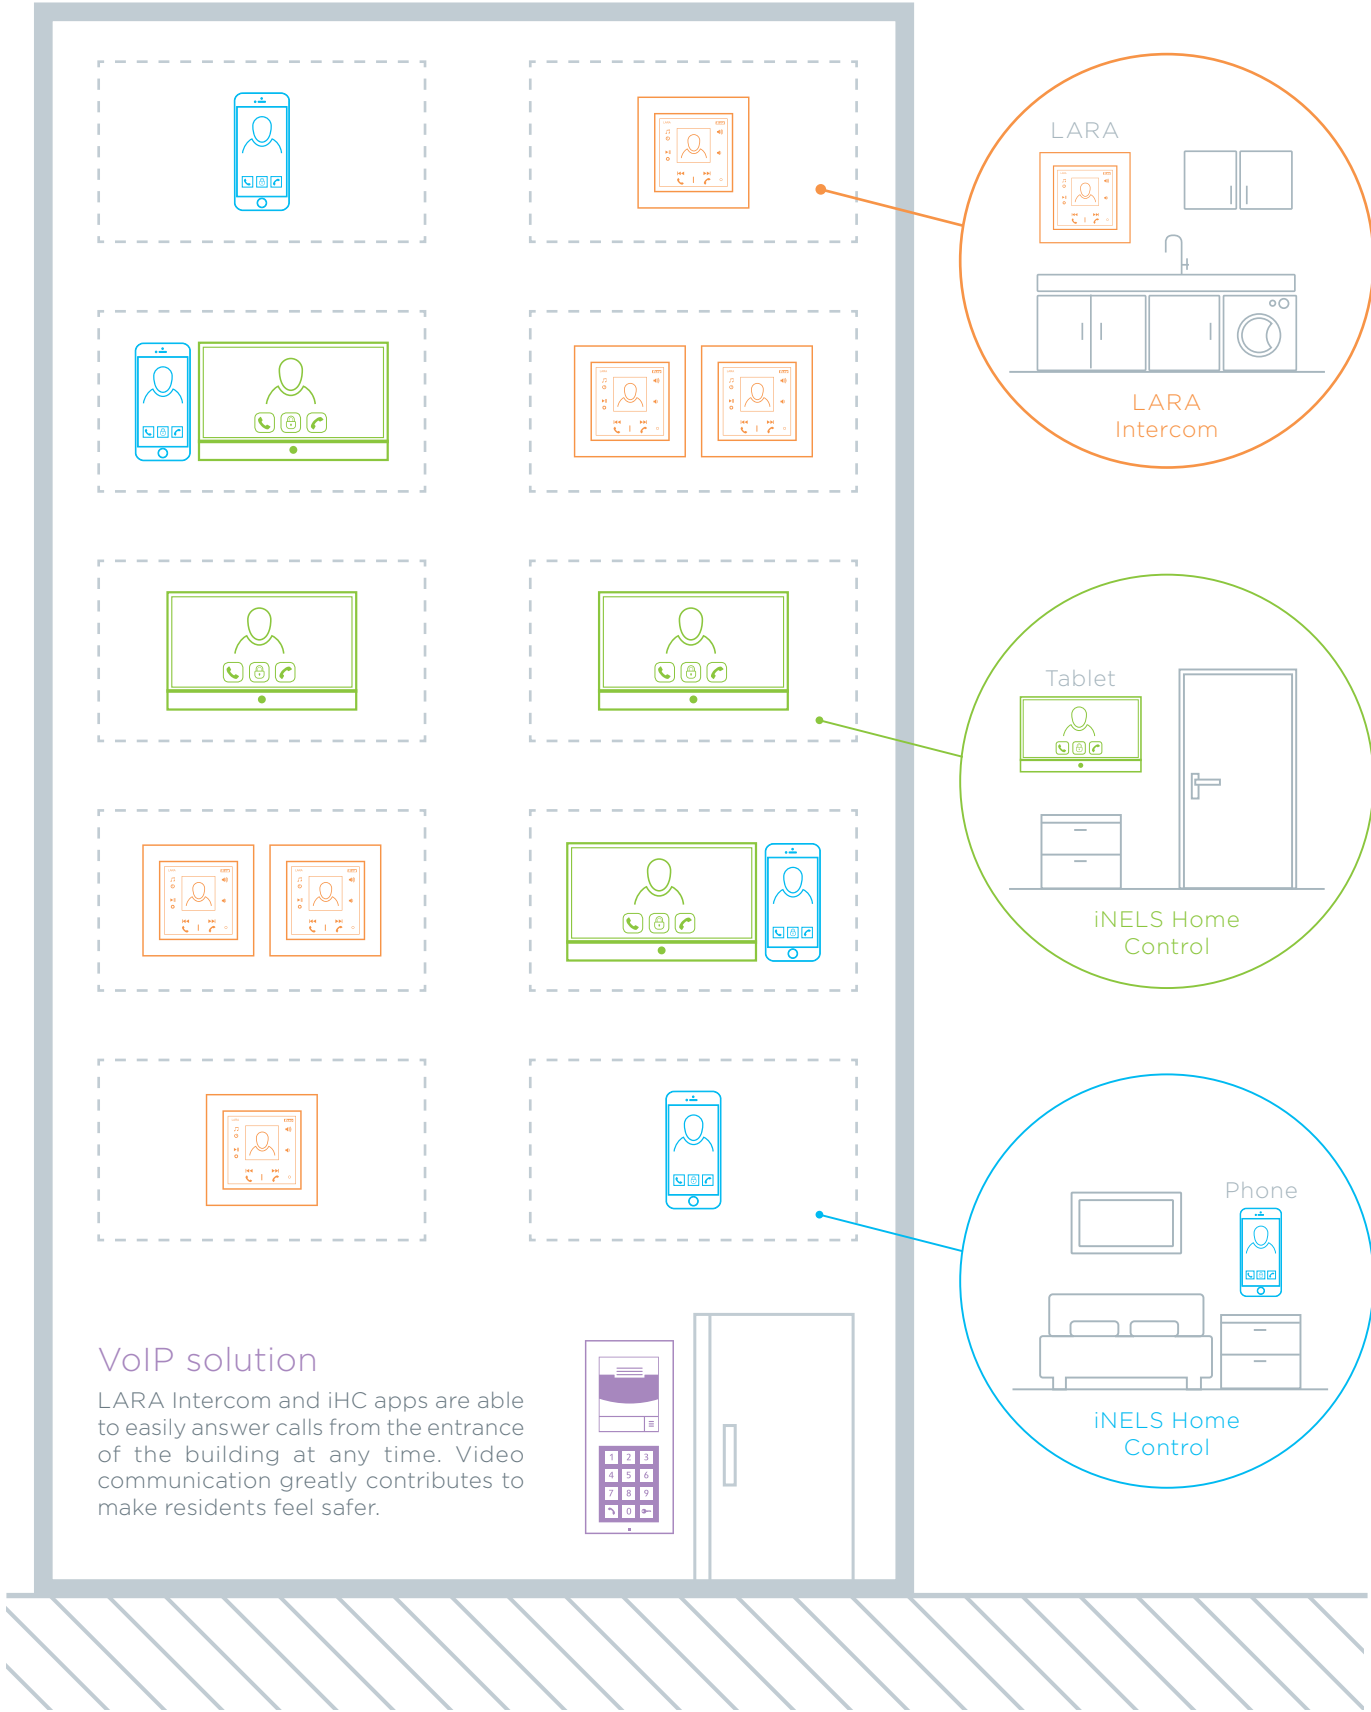 LARA
LARA
Intercom
Tablet
iNELS Home
Control
Phone
iNELS Home
Control
VoIP solution
LARA Intercom and iHC apps are able
to easily answer calls from the entrance
of the building at any time. Video
communication greatly contributes to
make residents feel safer.
1 2 3
4 5 6
7 8 9
0